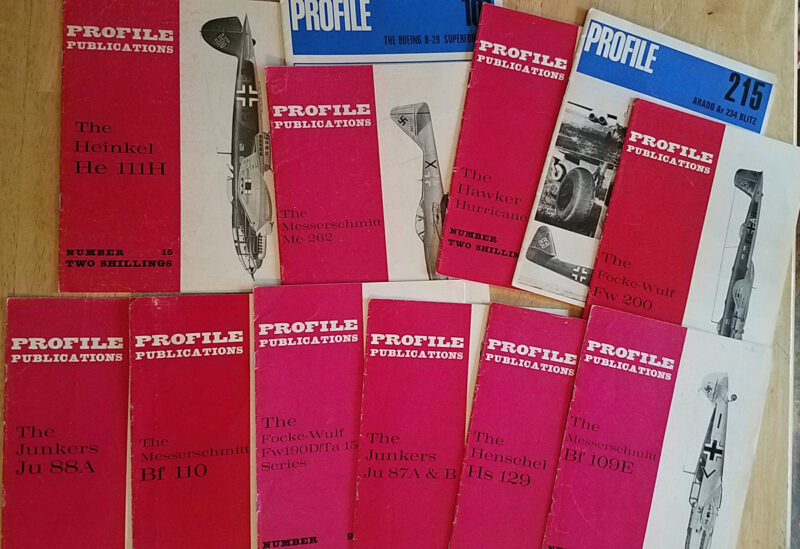 PROFILE
PUBLICATIONS
The
Heinkel
He 111H
NUMBER 15
TWO SHILLINGS
PROFILE
THE BOEING B-29
PROFILE
PUBLICATIONS
The
Messerschmitt
Me 262
PROFILE
PUBLICATIONS
The
Hawker
Hurricane
NUMBER
TWO
PROFILE
215
ARADO Ar 234 BLITZ
PROFILE
PUBLICATIONS
The
Focke-Wulf
Fw 200
PROFILE
PUBLICATIONS
The
Junkers
Ju 88A
PROFILE
PUBLICATIONS
The
Messerschmitt
Bf 110
PROFILE
PUBLICATIONS
The
Focke-Wulf
Fw190D/Ta 15
Series
NUMBER 9
PROFILE
PUBLICATIONS
The
Junkers
Ju 87A & B
PROFILE
PUBLICATIONS
The
Henschel
Hs 129
PROFILE
PUBLICATIONS
The
Messerschmitt
Bf 109E